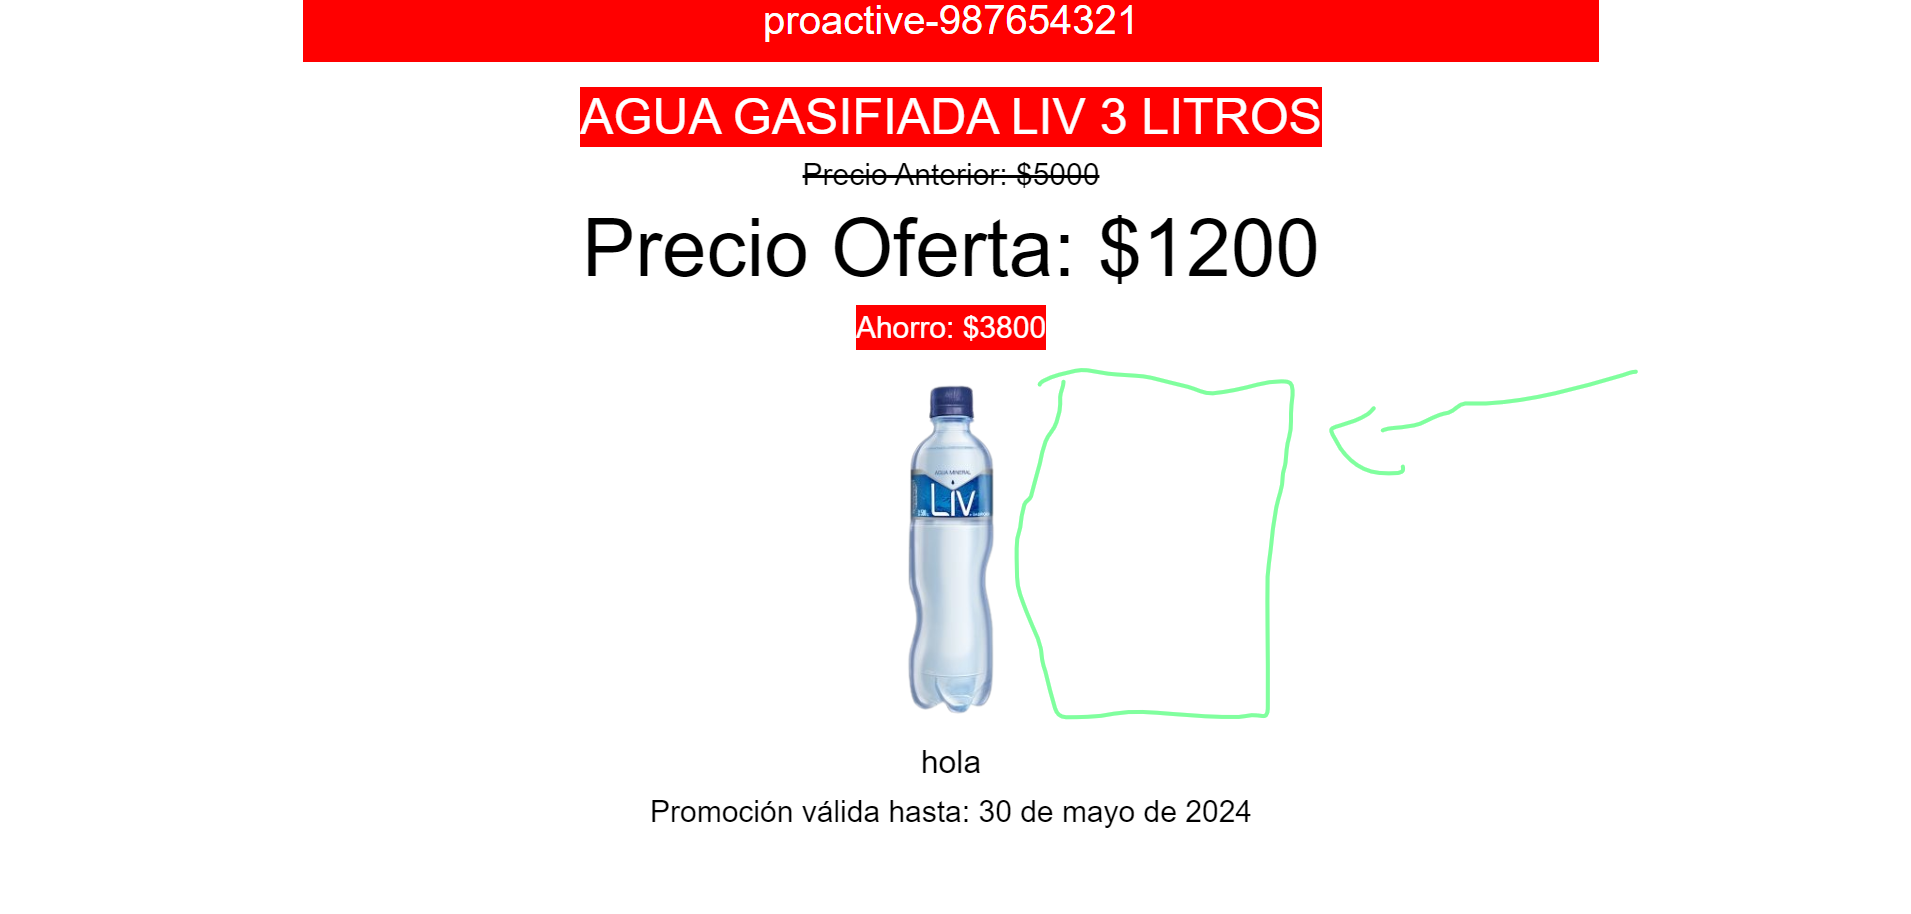 proactive-987654321
AGUA GASIFIADA LIV 3 LITROS
Precio Anterior: $5000
Precio Oferta: $1200
Ahorro: $3800
AGUA MINERAL
LIV
hola
Promoción válida hasta: 30 de mayo de 2024